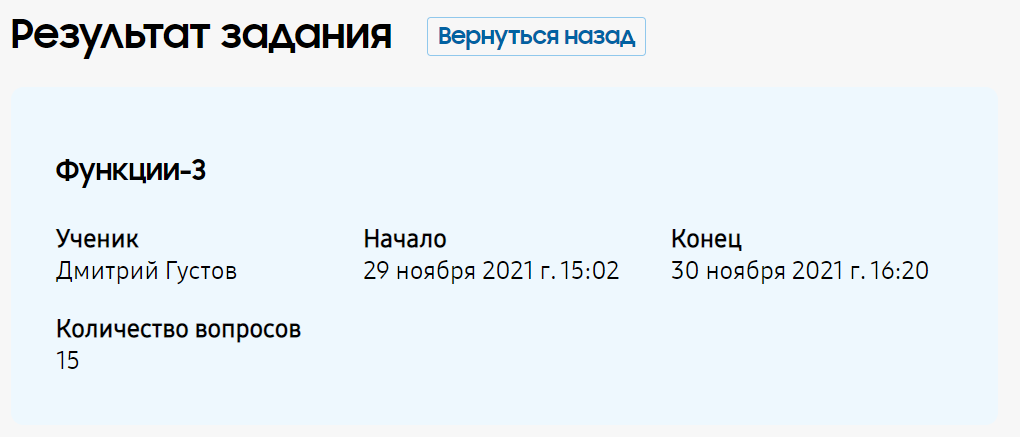 Результат задания
Вернуться назад
Функции-3
Ученик
Дмитрий Густов
Начало
29 ноября 2021 г. 15:02
Конец
30 ноября 2021 г. 16:20
Количество вопросов
15